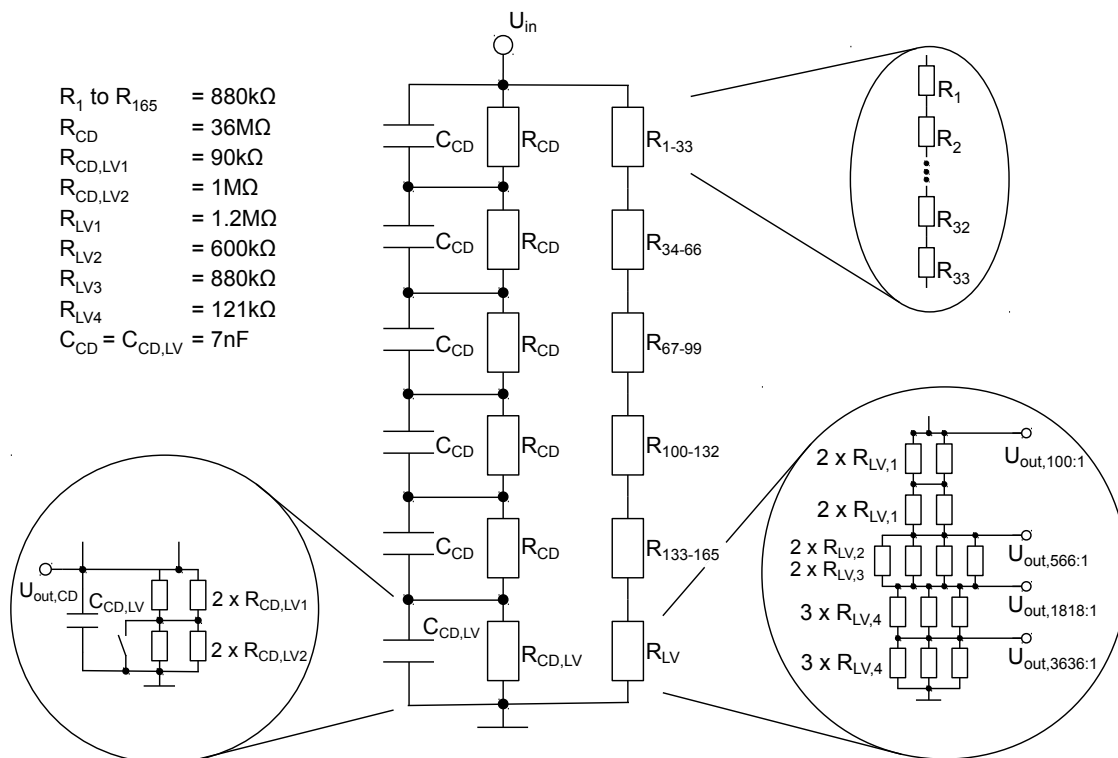 U_in
R_1 to R_165 = 880kΩ
R_CD = 36MΩ
R_CD,LV1 = 90kΩ
R_CD,LV2 = 1MΩ
R_LV1 = 1.2MΩ
R_LV2 = 600kΩ
R_LV3 = 880kΩ
R_LV4 = 121kΩ
C_CD = C_CD,LV = 7nF
C_CD R_CD R_1-33
C_CD R_CD R_34-66
C_CD R_CD R_67-99
C_CD R_CD R_100-132
C_CD R_CD R_133-165
C_CD,LV R_CD,LV R_LV
R_1
R_2
R_32
R_33
U_out,CD
C_CD,LV
2 x R_CD,LV1
2 x R_CD,LV2
2 x R_LV,1
U_out,100:1
2 x R_LV,1
2 x R_LV,2
2 x R_LV,3
U_out,566:1
U_out,1818:1
3 x R_LV,4
U_out,3636:1
3 x R_LV,4